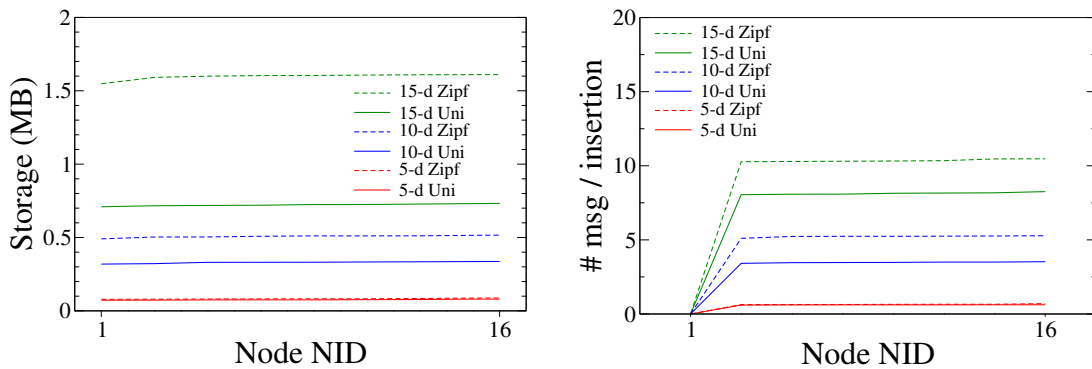 Storage (MB)
2
1.5
1
0.5
0
15-d Zipf
15-d Uni
10-d Zipf
10-d Uni
5-d Zipf
5-d Uni
1
16
Node NID
# msg / insertion
20
15
10
5
0
15-d Zipf
15-d Uni
10-d Zipf
10-d Uni
5-d Zipf
5-d Uni
1
16
Node NID